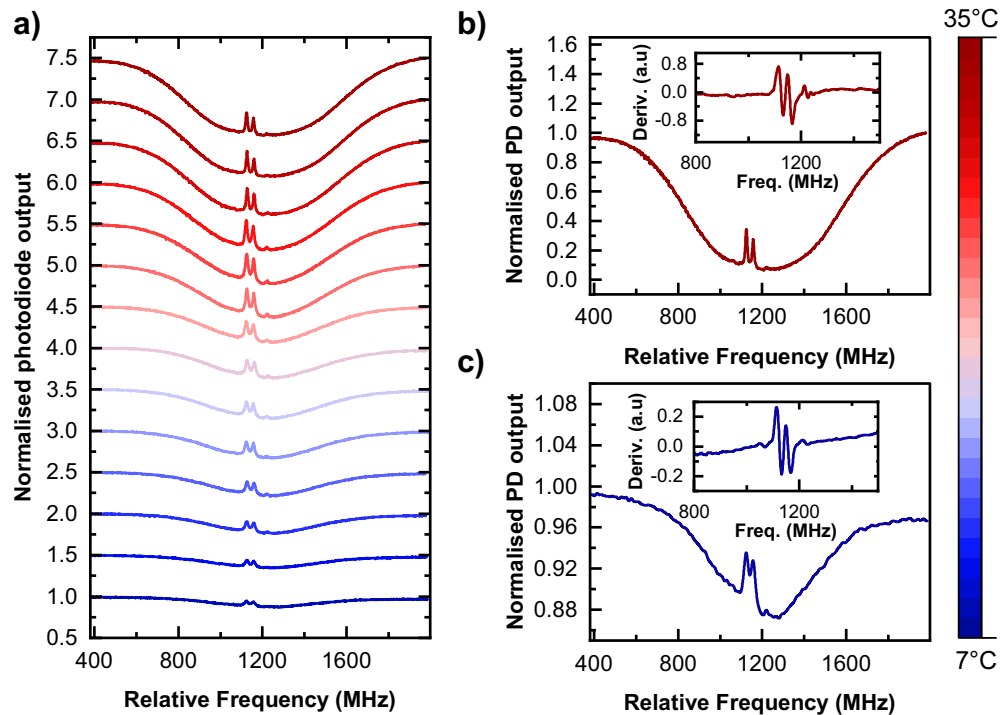 a)
7.5
7.0
6.5
6.0
5.5
5.0
4.5
4.0
3.5
3.0
2.5
2.0
1.5
1.0
0.5
Normalised photodiode output
400 800 1200 1600
Relative Frequency (MHz)
b)
1.6
1.4
1.2
1.0
0.8
0.6
0.4
0.2
0.0
Normalised PD output
0.8
0.0
-0.8
Deriv. (a.u)
800 1200
Freq. (MHz)
400 800 1200 1600
Relative Frequency (MHz)
c)
1.08
1.04
1.00
0.96
0.92
0.88
Normalised PD output
0.2
0.0
-0.2
Deriv. (a.u)
800 1200
Freq. (MHz)
400 800 1200 1600
Relative Frequency (MHz)
35°C
7°C